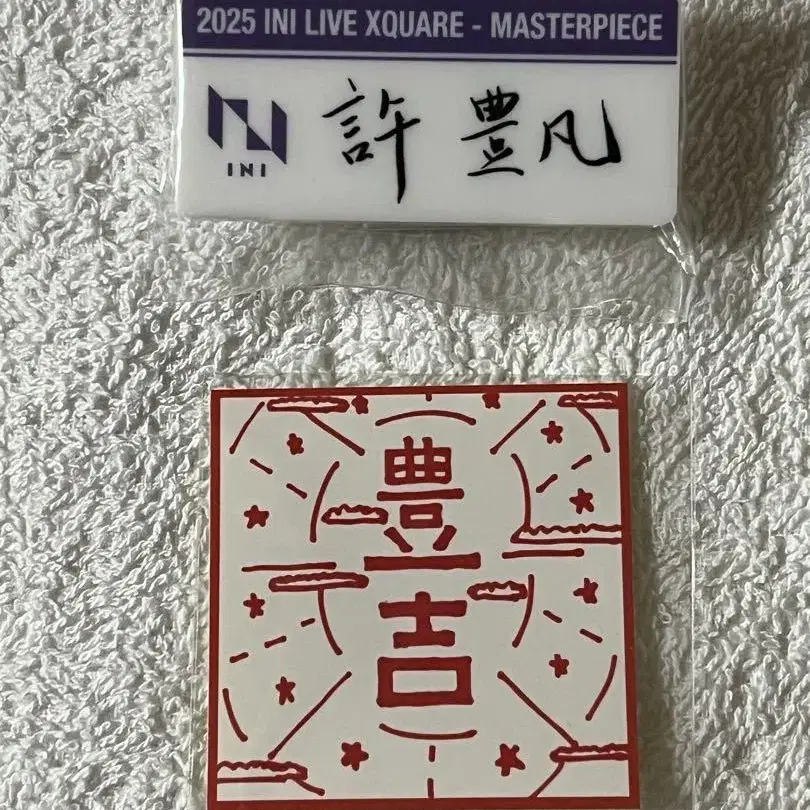 2025 INI LIVE XQUARE - MASTERPIECE
許 豊凡
INI
豊
吉